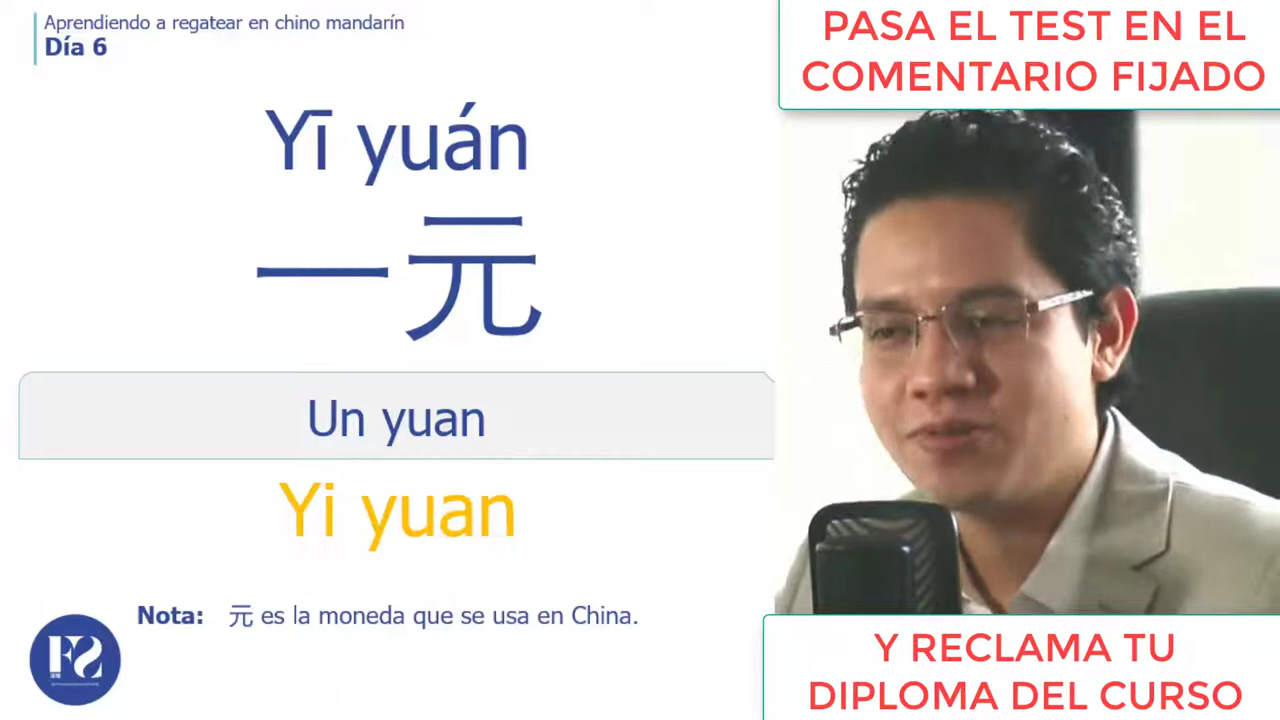 Aprendiendo a regatear en chino mandarín
Día 6
Yī yuán
一元
Un yuan
Yi yuan
Nota: 元 es la moneda que se usa en China.
PASA EL TEST EN EL
COMENTARIO FIJADO
Y RECLAMA TU
DIPLOMA DEL CURSO